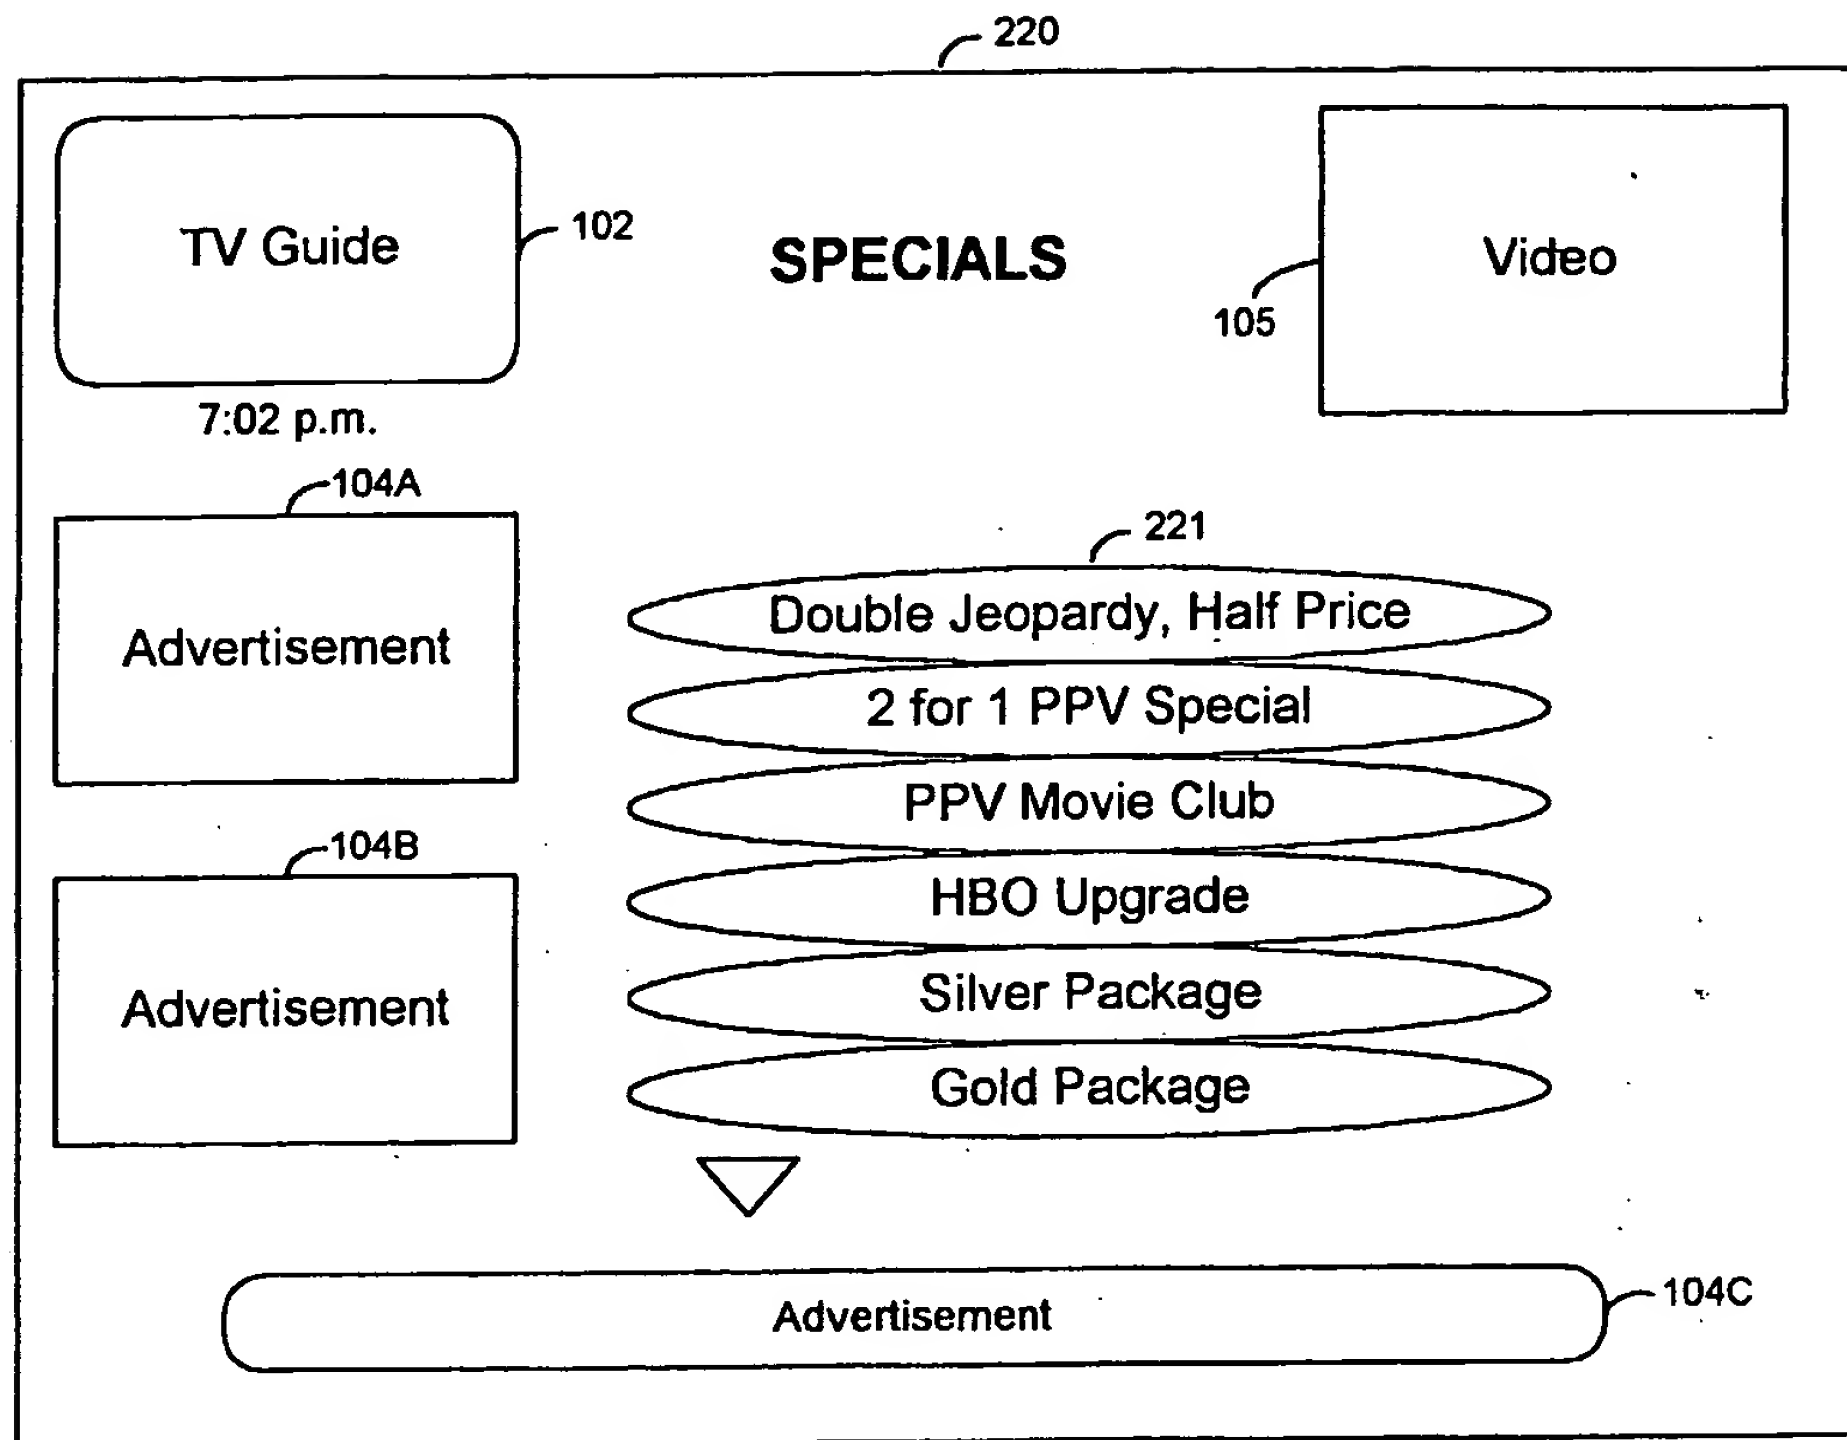 220
TV Guide
102
SPECIALS
Video
105
7:02 p.m.
104A
Advertisement
221
Double Jeopardy, Half Price
2 for 1 PPV Special
PPV Movie Club
104B
HBO Upgrade
Advertisement
Silver Package
Gold Package
Advertisement
104C